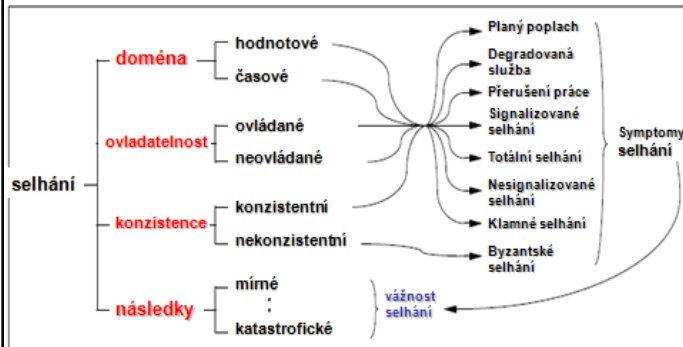 selhání
doména
hodnotové
časové
ovladatelnost
ovládané
neovládané
konzistence
konzistentní
nekonzistentní
následky
mírné
⋮
katastrofické
Planý poplach
Degradovaná
služba
Přerušení práce
Signalizované
selhání
Totální selhání
Nesignalizované
selhání
Klamné selhání
Byzantské
selhání
Symptomy
selhání
vážnost
selhání